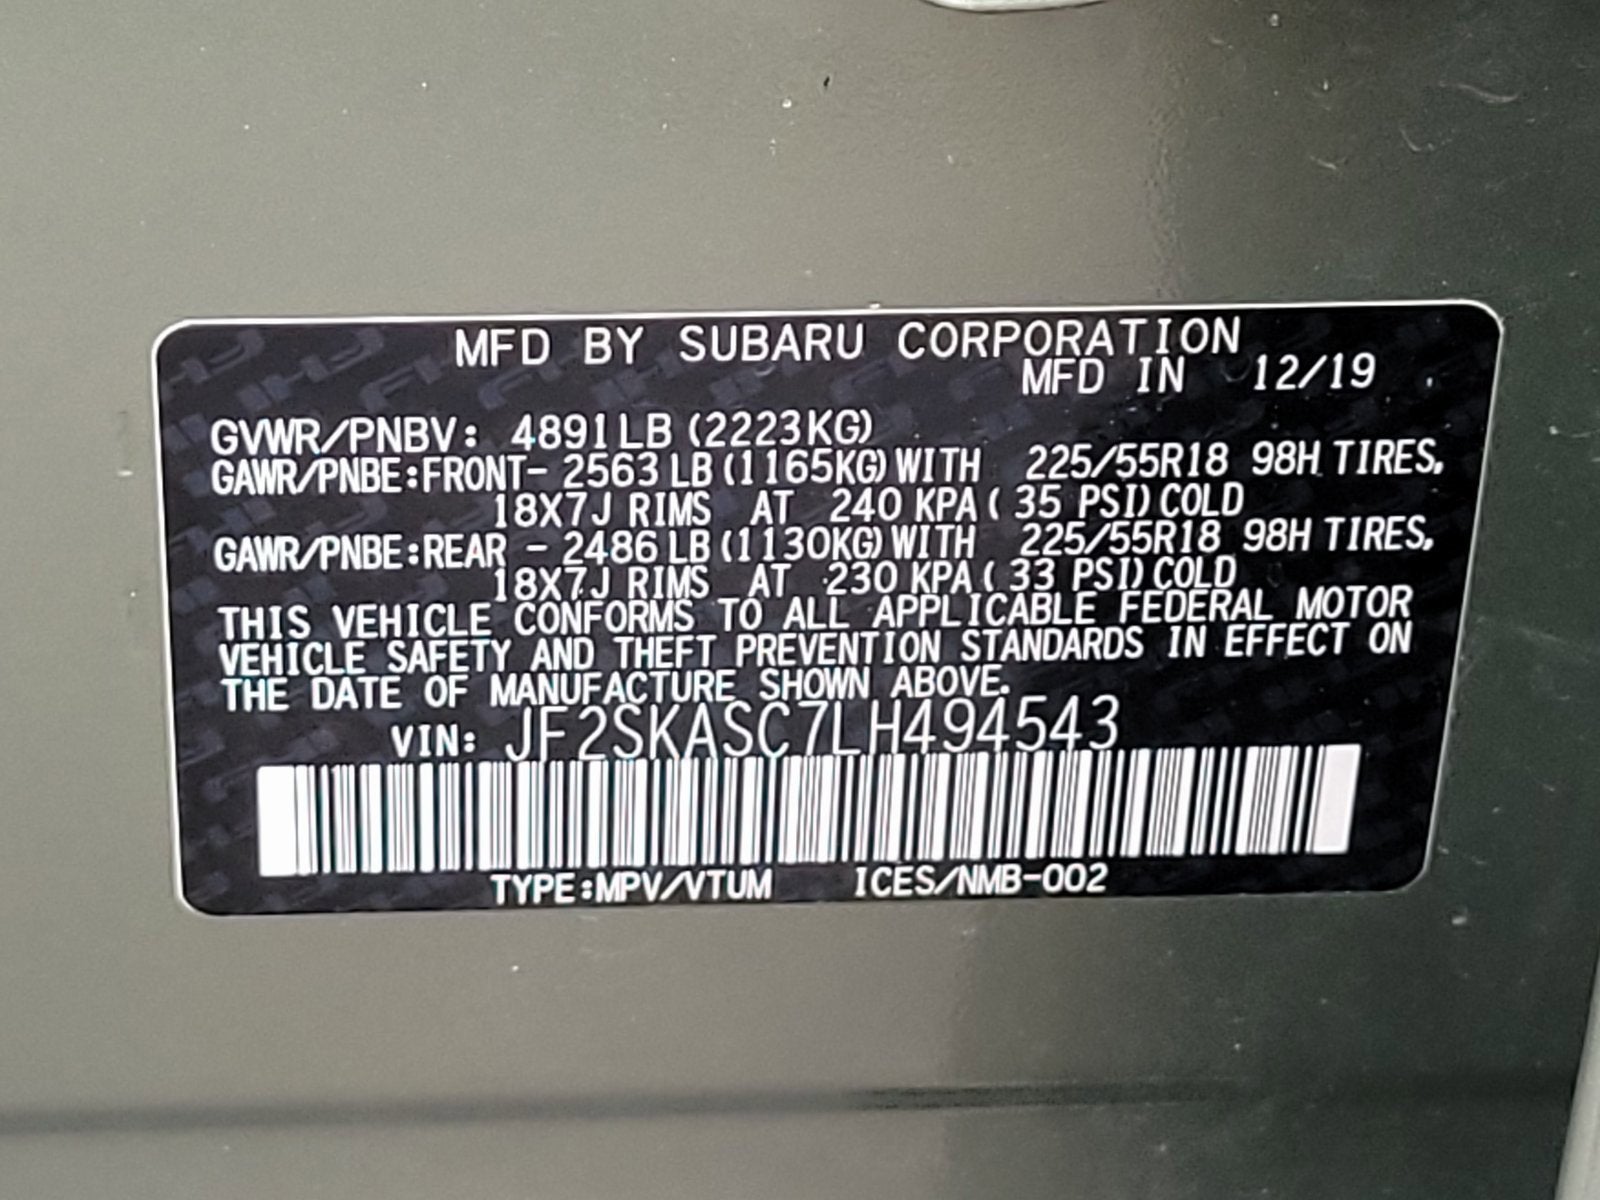 MFD BY SUBARU CORPORATION
MFD IN 12/19
GVWR/PNBV: 4891LB (2223KG)
GAWR/PNBE:FRONT- 2563 LB (1165KG) WITH 225/55R18 98H TIRES,
18X7J RIMS AT 240 KPA ( 35 PSI) COLD
GAWR/PNBE:REAR - 2486 LB (1130KG) WITH 225/55R18 98H TIRES,
18X7J RIMS AT 230 KPA ( 33 PSI) COLD
THIS VEHICLE CONFORMS TO ALL APPLICABLE FEDERAL MOTOR
VEHICLE SAFETY AND THEFT PREVENTION STANDARDS IN EFFECT ON
THE DATE OF MANUFACTURE SHOWN ABOVE.
VIN: JF2SKASC7LH494543
TYPE:MPV/VTUM ICES/NMB-002